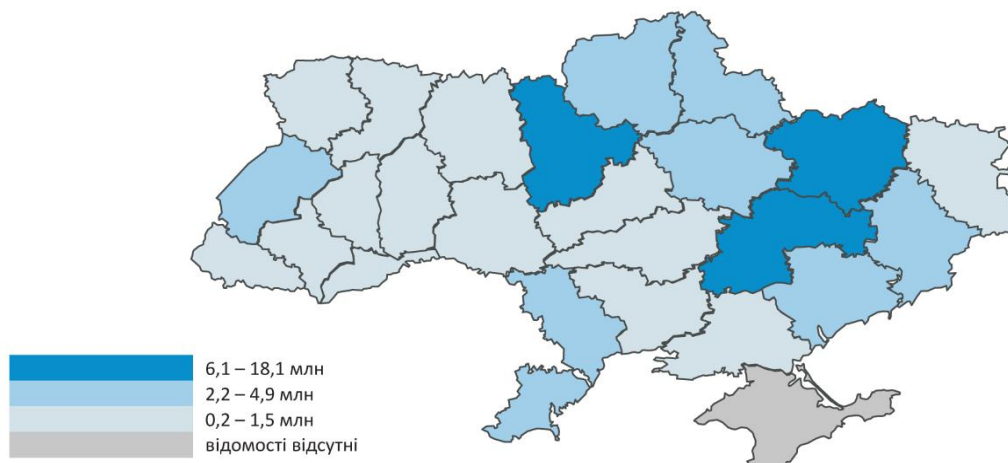 6,1 – 18,1 млн
2,2 – 4,9 млн
0,2 – 1,5 млн
відомості відсутні